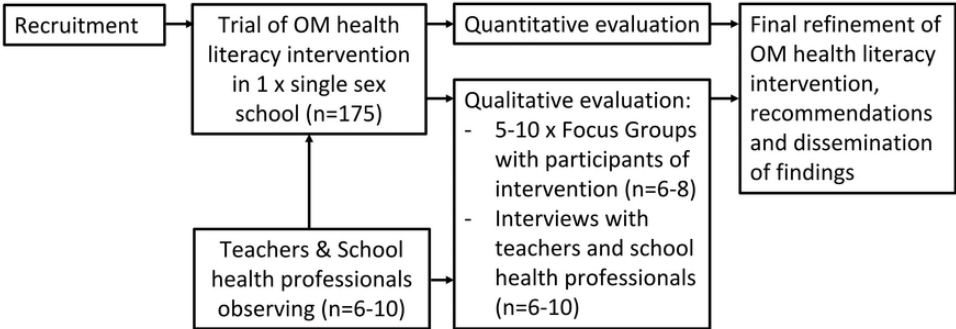 Recruitment
Trial of OM health
literacy intervention
in 1 x single sex
school (n=175)
Quantitative evaluation
Final refinement of
OM health literacy
intervention,
recommendations
and dissemination
of findings
Qualitative evaluation:
- 5-10 x Focus Groups
with participants of
intervention (n=6-8)
- Interviews with
teachers and school
health professionals
(n=6-10)
Teachers & School
health professionals
observing (n=6-10)